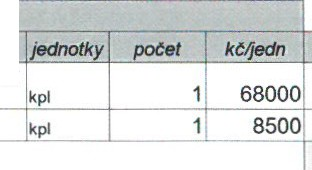 jednotky počet kč/jedn
kpl 1 68000
kpl 1 8500